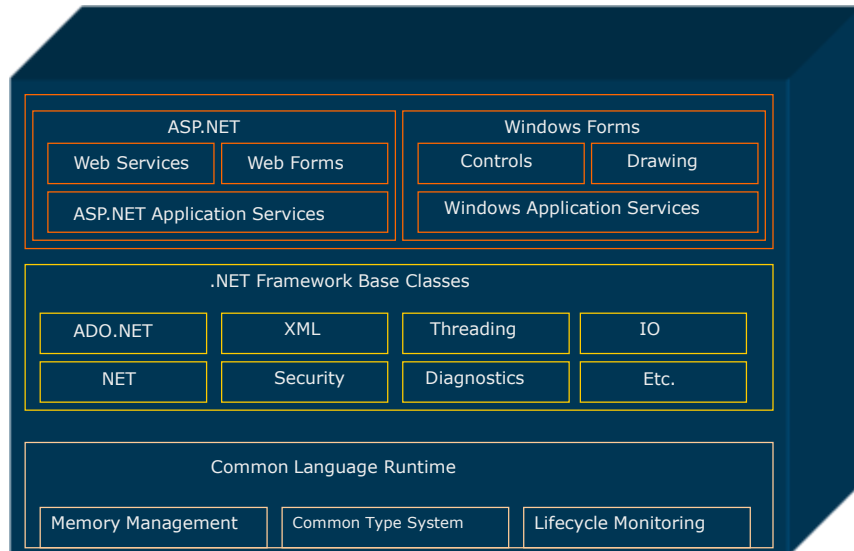 ASP.NET
Windows Forms
Web Services
Web Forms
Controls
Drawing
ASP.NET Application Services
Windows Application Services
.NET Framework Base Classes
ADO.NET
XML
Threading
IO
NET
Security
Diagnostics
Etc.
Common Language Runtime
Memory Management
Common Type System
Lifecycle Monitoring